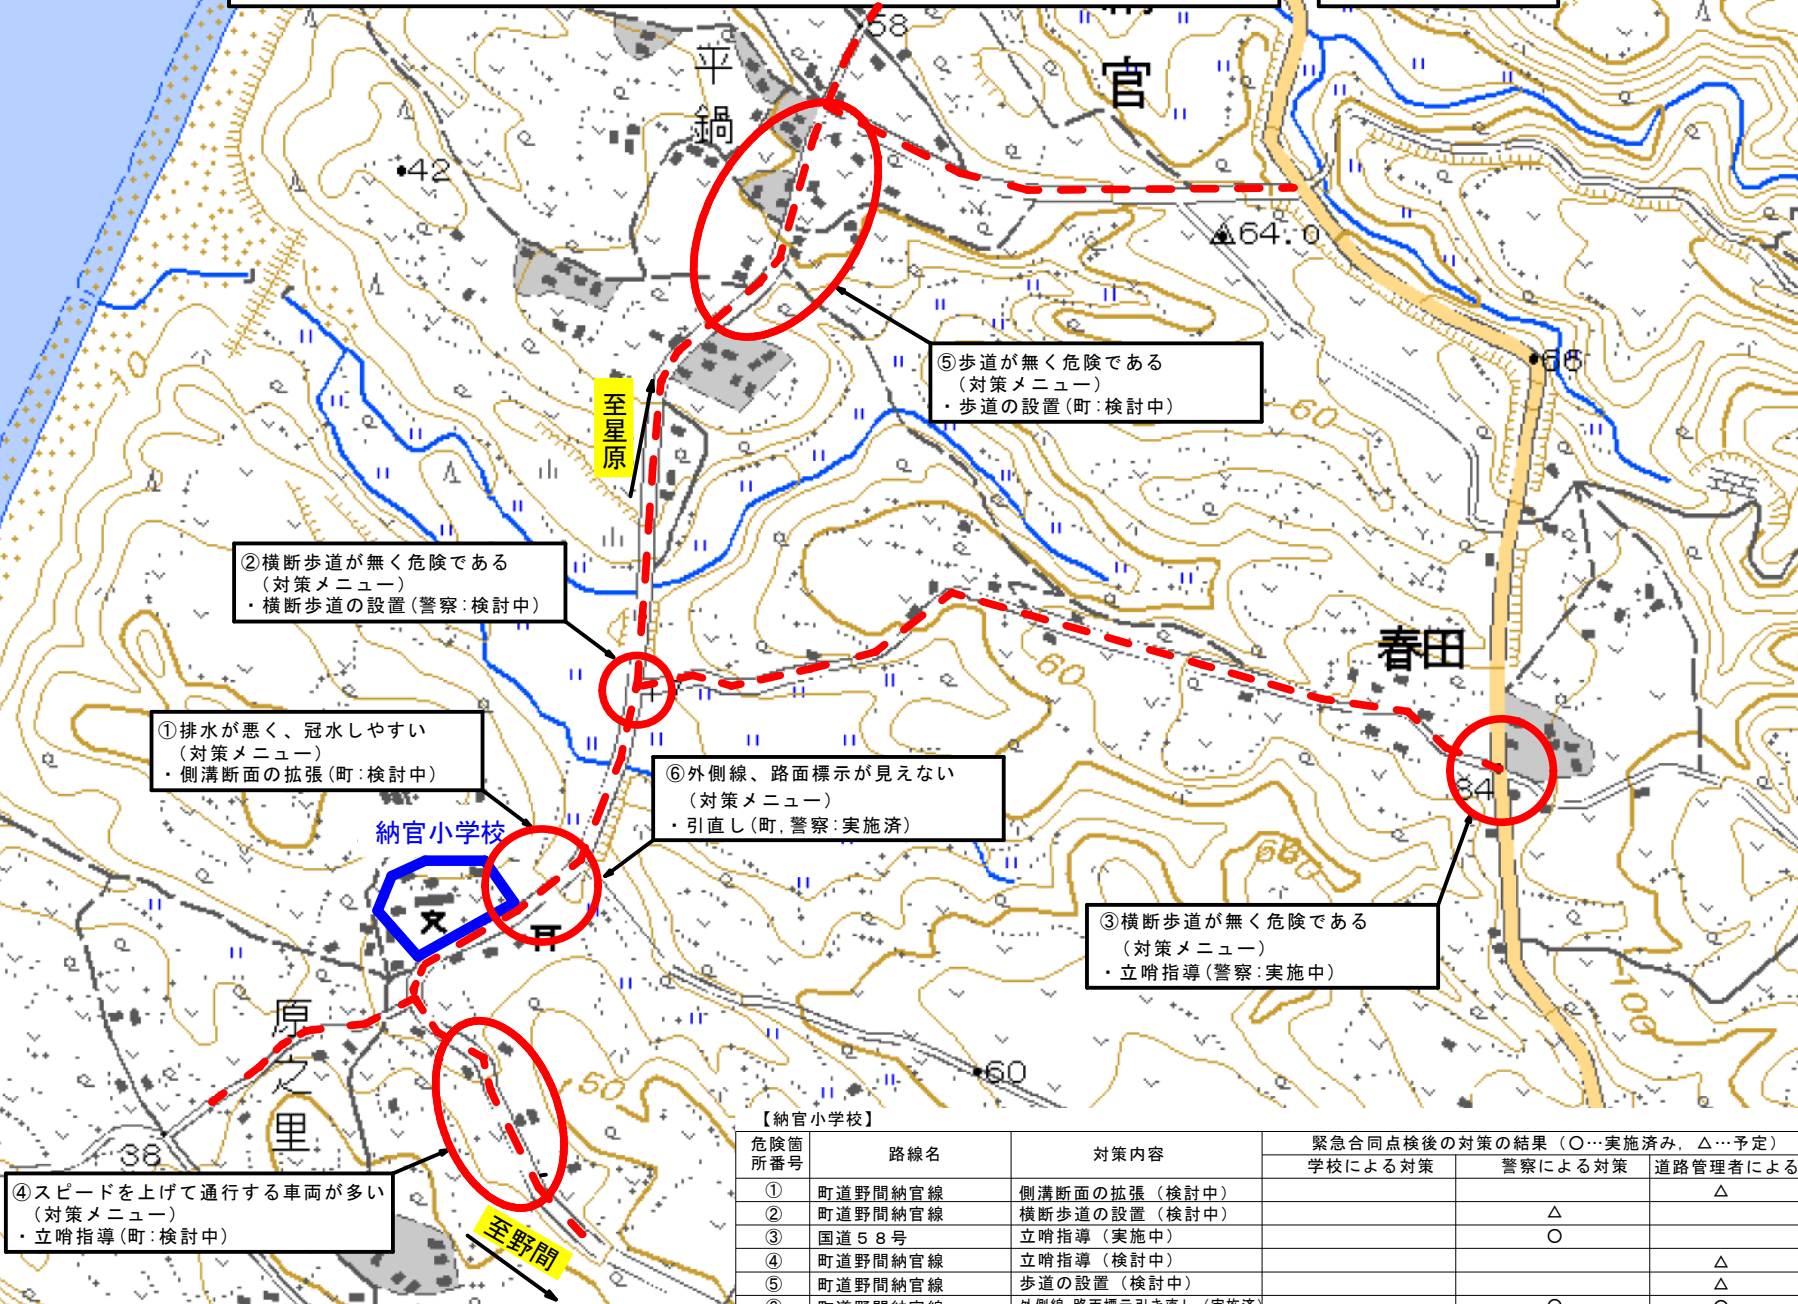 58
平鍋
官
42
64.0
66
10
⑤歩道が無く危険である
(対策メニュー)
・歩道の設置(町:検討中)
至星原
60
②横断歩道が無く危険である
(対策メニュー)
・横断歩道の設置(警察:検討中)
春田
60
①排水が悪く、冠水しやすい
(対策メニュー)
・側溝断面の拡張(町:検討中)
⑥外側線、路面標示が見えない
(対策メニュー)
・引直し(町,警察:実施済)
84
納官小学校
文
③横断歩道が無く危険である
(対策メニュー)
・立哨指導(警察:実施中)
100
原之里
60
50
38
④スピードを上げて通行する車両が多い
(対策メニュー)
・立哨指導(町:検討中)
至野間
【納官小学校】
危険箇所番号 路線名 対策内容 緊急合同点検後の対策の結果(○…実施済み,△…予定)
学校による対策 警察による対策 道路管理者による
① 町道野間納官線 側溝断面の拡張(検討中) △
② 町道野間納官線 横断歩道の設置(検討中) △
③ 国道58号 立哨指導(実施中) ○
④ 町道野間納官線 立哨指導(検討中) △
⑤ 町道野間納官線 歩道の設置(検討中) △